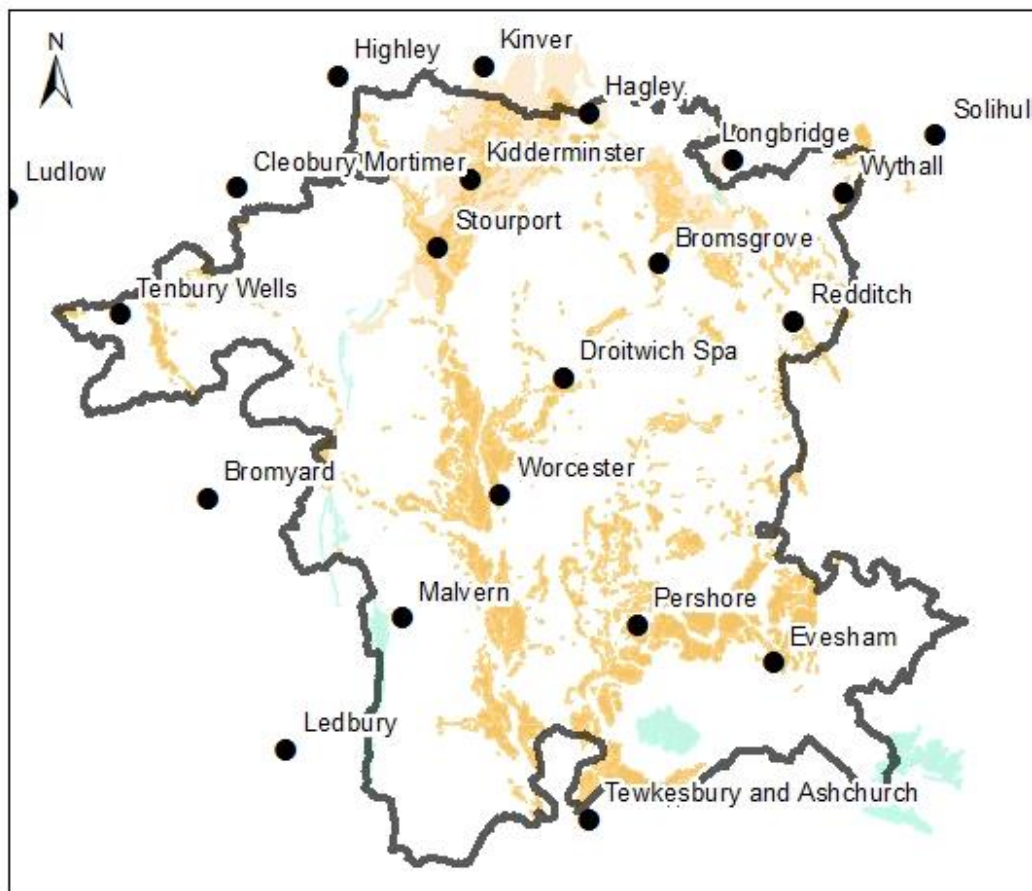 N
Highley
Kinver
Hagley
Solihul
Longbridge
Ludlow
Cleobury Mortimer
Kidderminster
Wythall
Stourport
Bromsgrove
Tenbury Wells
Redditch
Droitwich Spa
Bromyard
Worcester
Malvern
Pershore
Evesham
Ledbury
Tewkesbury and Ashchurch